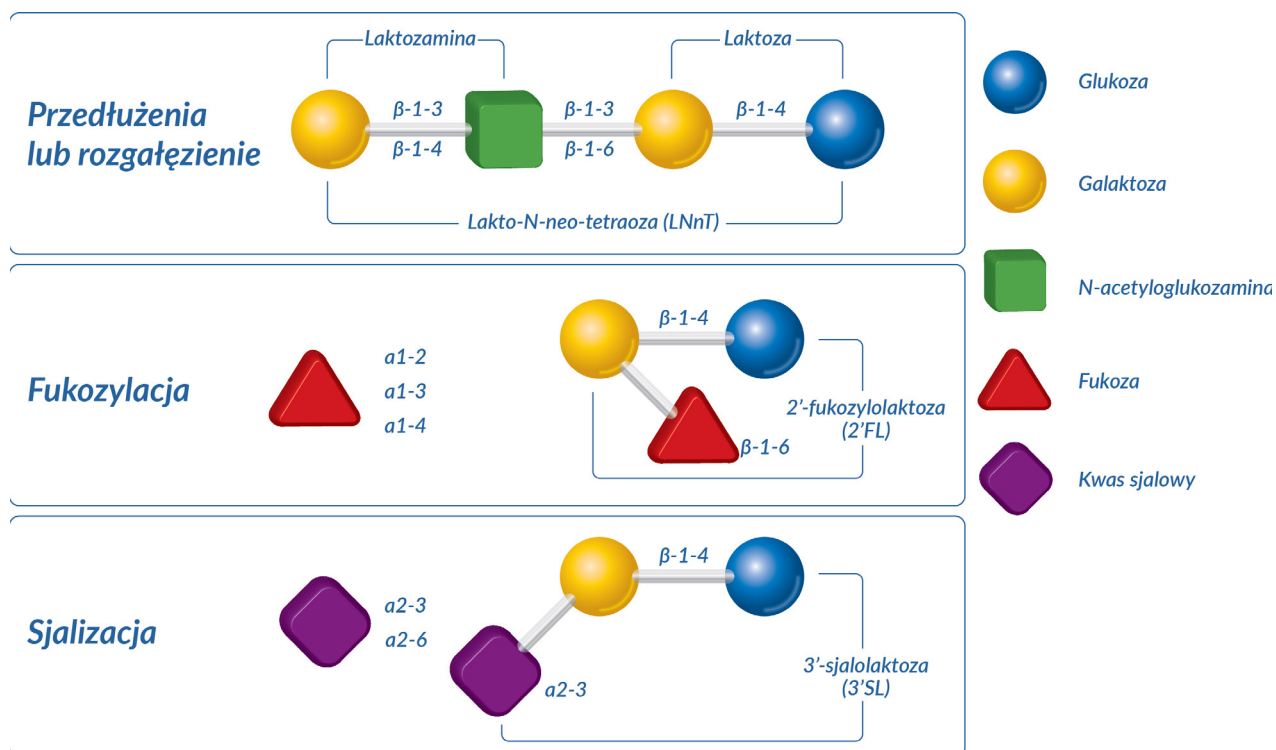 Przedłużenia
lub rozgałęzienie
Laktozamina
Laktoza
β-1-3
β-1-4
β-1-3
β-1-6
β-1-4
Lakto-N-neo-tetraoza (LNnT)
Fukozylacja
a1-2
a1-3
a1-4
β-1-4
β-1-6
2’-fukozylolaktoza
(2’FL)
Sjalizacja
a2-3
a2-6
β-1-4
a2-3
3’-sjalolaktoza
(3’SL)
Glukoza
Galaktoza
N-acetyloglukozamina
Fukoza
Kwas sjalowy